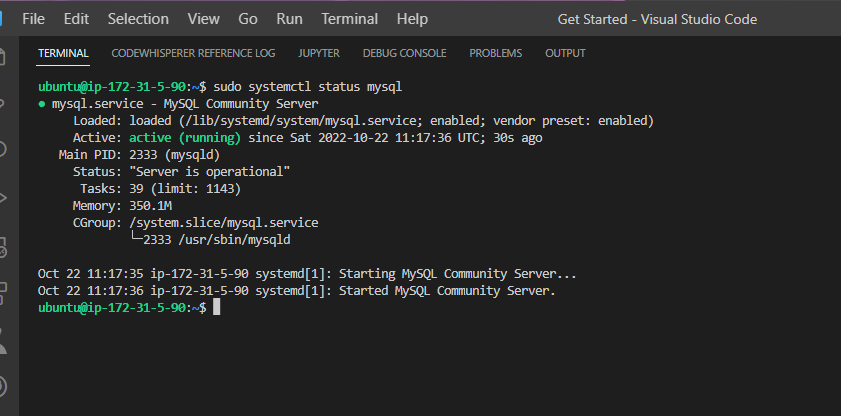 File Edit Selection View Go Run Terminal Help Get Started - Visual Studio Code
TERMINAL CODEWHISPERER REFERENCE LOG JUPYTER DEBUG CONSOLE PROBLEMS OUTPUT
ubuntu@ip-172-31-5-90:~$ sudo systemctl status mysql
● mysql.service - MySQL Community Server
Loaded: loaded (/lib/systemd/system/mysql.service; enabled; vendor preset: enabled)
Active: active (running) since Sat 2022-10-22 11:17:36 UTC; 30s ago
Main PID: 2333 (mysqld)
Status: "Server is operational"
Tasks: 39 (limit: 1143)
Memory: 350.1M
CGroup: /system.slice/mysql.service
└─2333 /usr/sbin/mysqld
Oct 22 11:17:35 ip-172-31-5-90 systemd[1]: Starting MySQL Community Server...
Oct 22 11:17:36 ip-172-31-5-90 systemd[1]: Started MySQL Community Server.
ubuntu@ip-172-31-5-90:~$